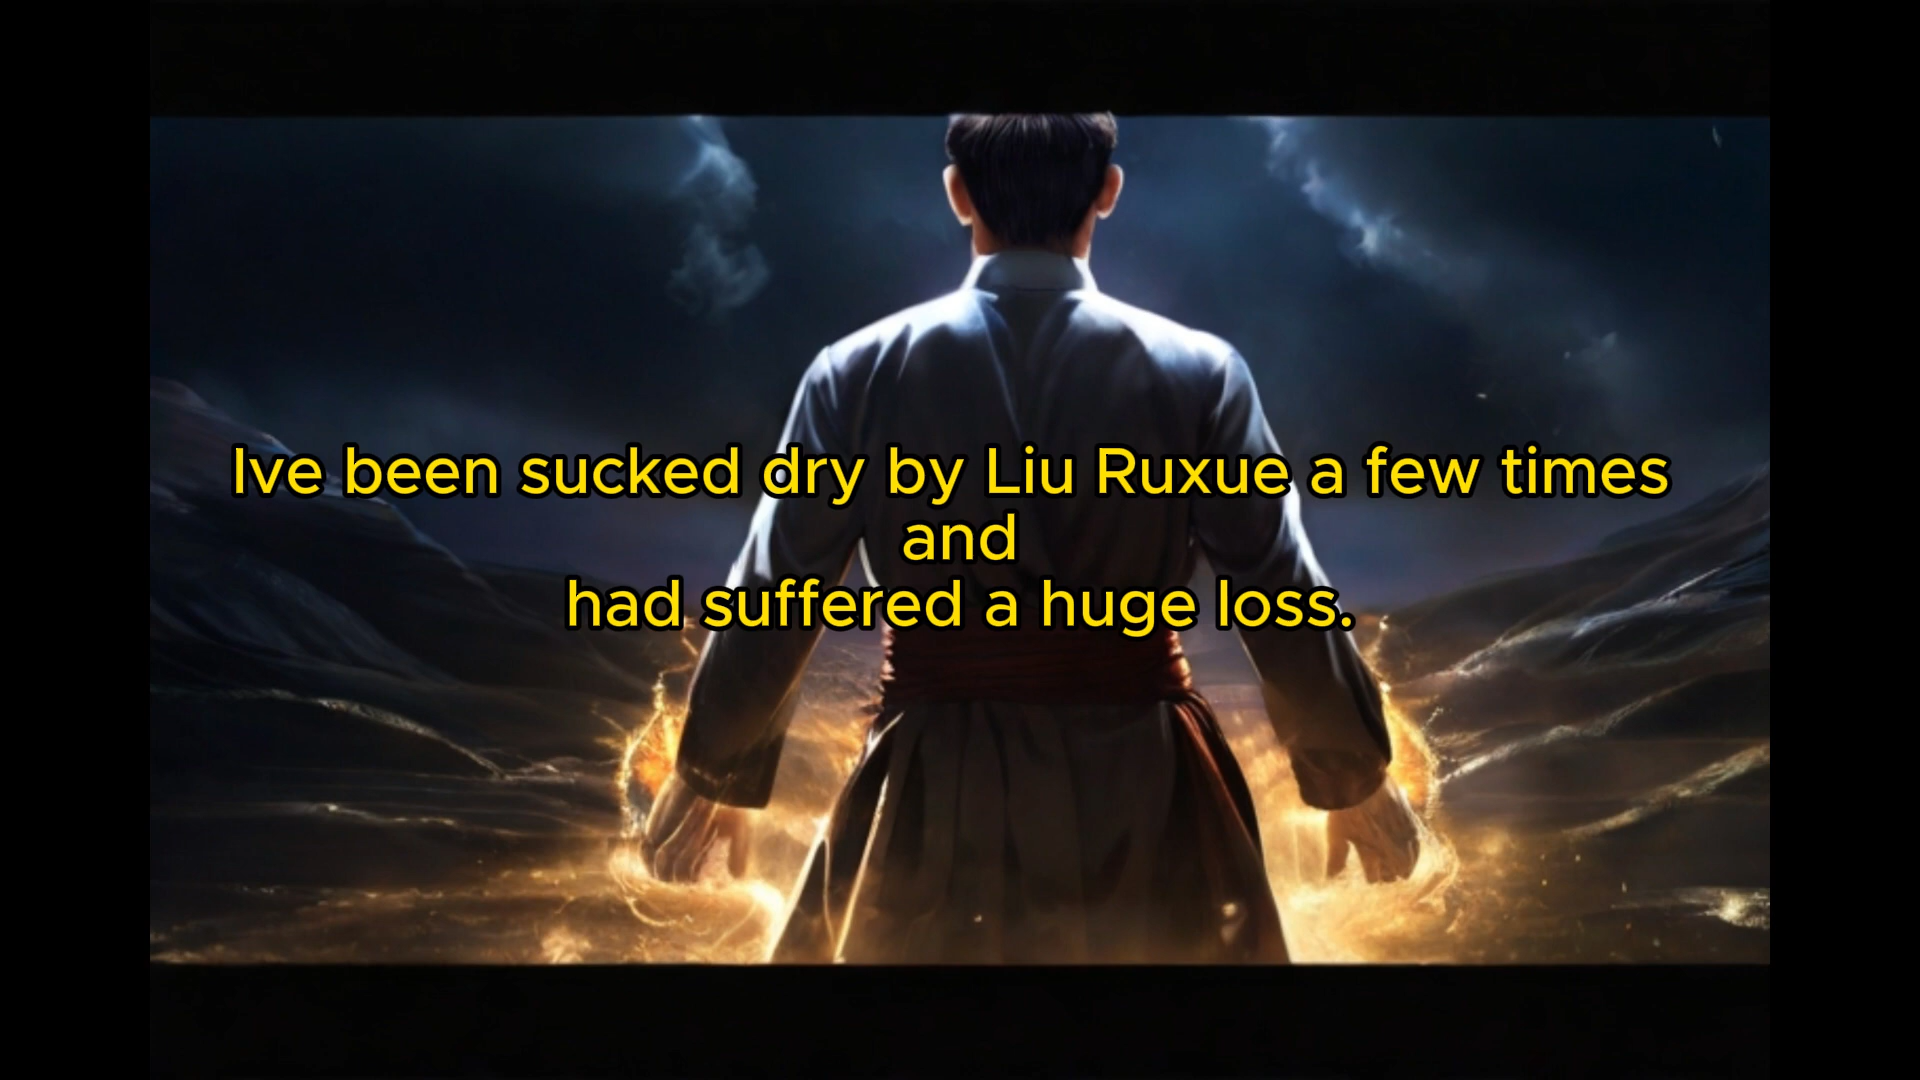 Ive been sucked dry by Liu Ruxue a few times
and
had suffered a huge loss.